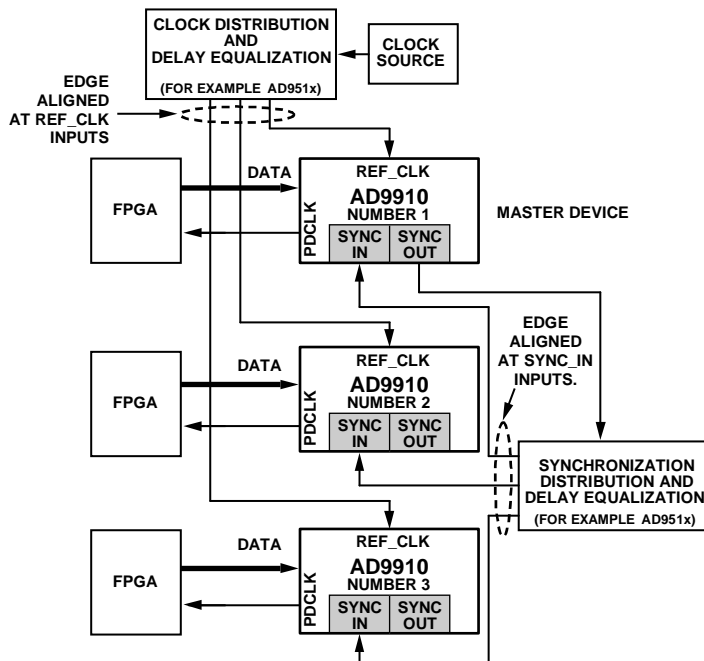 CLOCK DISTRIBUTION
AND
DELAY EQUALIZATION
(FOR EXAMPLE AD951x)
CLOCK
SOURCE
EDGE
ALIGNED
AT REF_CLK
INPUTS
FPGA
DATA
REF_CLK
AD9910
NUMBER 1
PDCLK
SYNC
IN
SYNC
OUT
MASTER DEVICE
EDGE
ALIGNED
AT SYNC_IN
INPUTS.
FPGA
DATA
REF_CLK
AD9910
NUMBER 2
PDCLK
SYNC
IN
SYNC
OUT
SYNCHRONIZATION
DISTRIBUTION AND
DELAY EQUALIZATION
(FOR EXAMPLE AD951x)
FPGA
DATA
REF_CLK
AD9910
NUMBER 3
PDCLK
SYNC
IN
SYNC
OUT